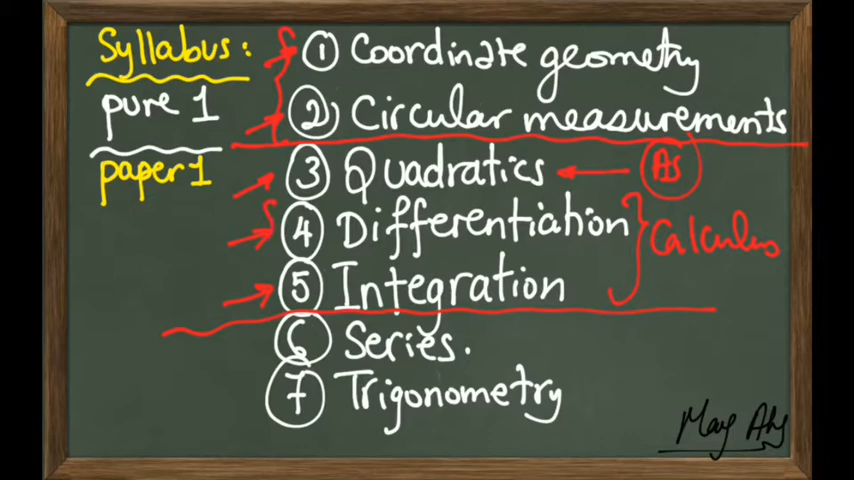 Syllabus:
pure 1
paper 1
1 Coordinate geometry
2 Circular measurements
3 Quadratics
As
4 Differentiation
Calculus
5 Integration
6 Series.
7 Trigonometry